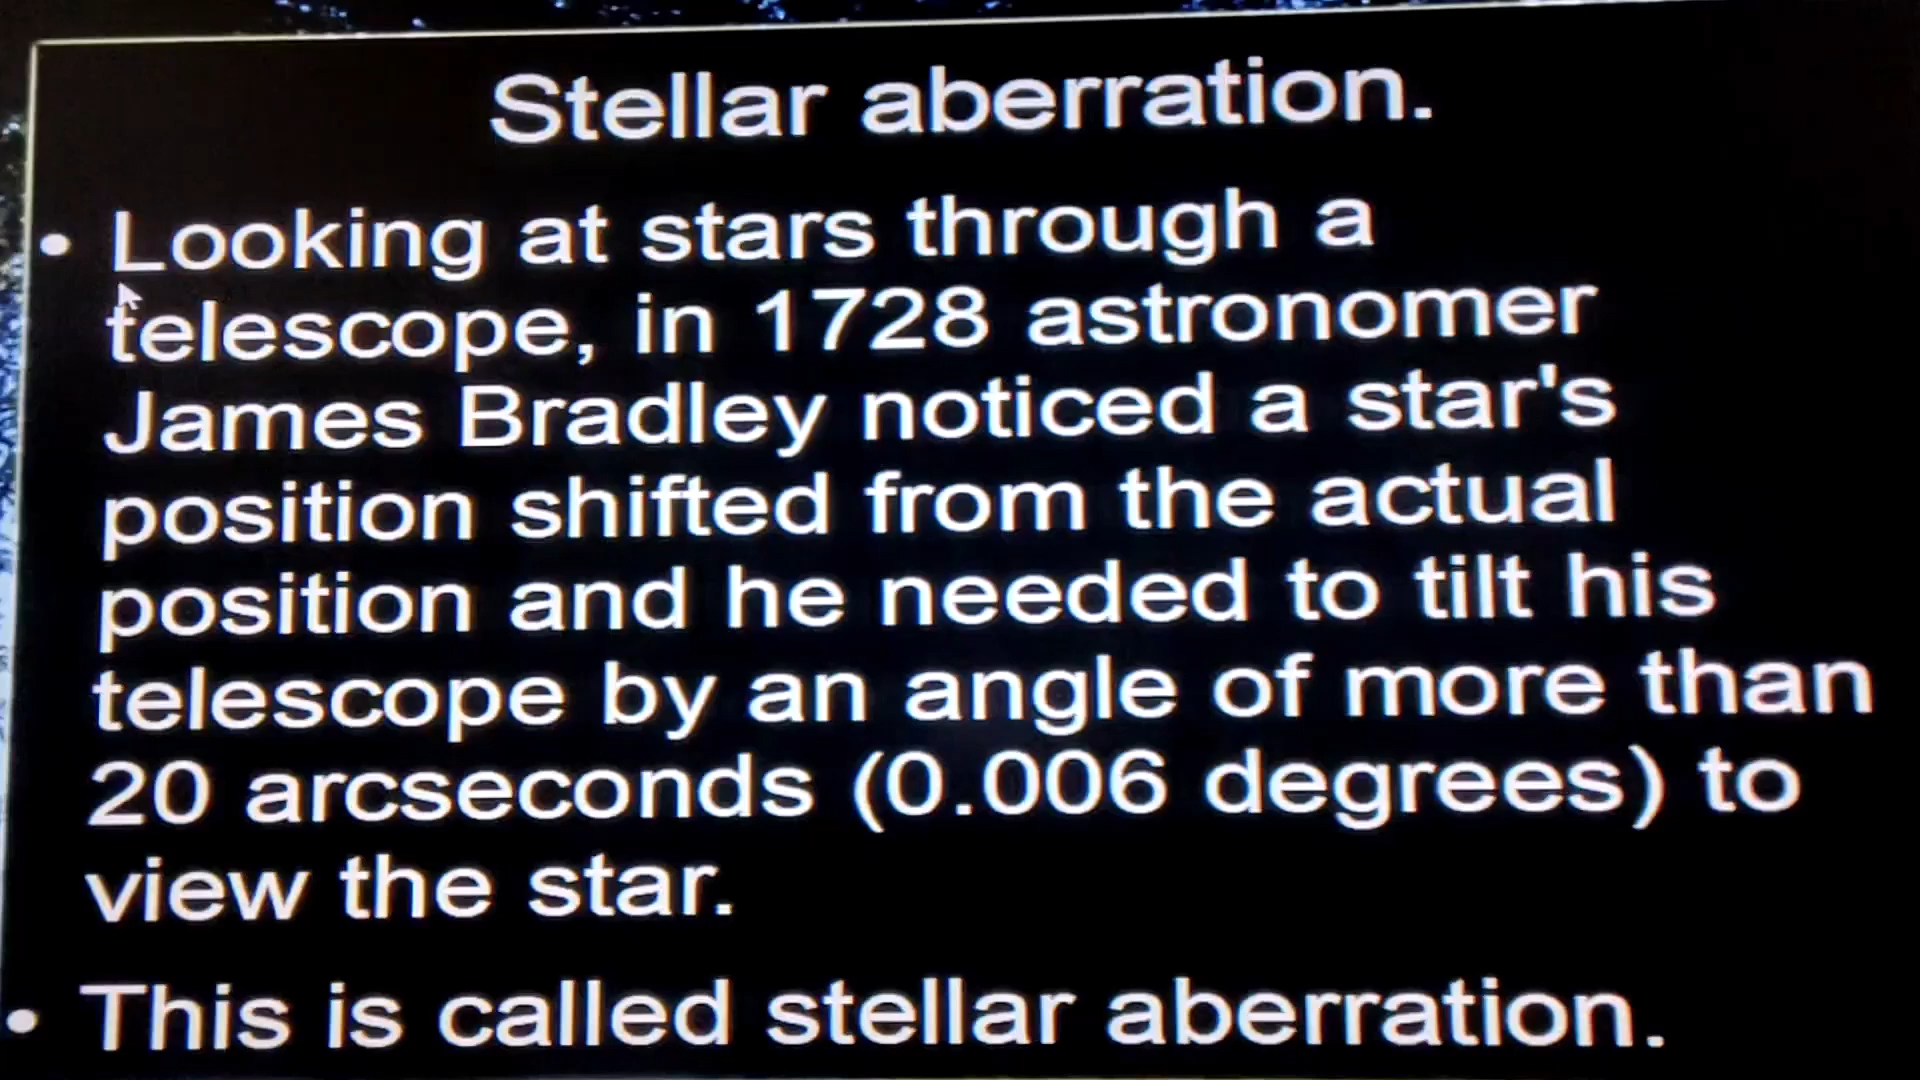 Stellar aberration.
• Looking at stars through a
telescope, in 1728 astronomer
James Bradley noticed a star's
position shifted from the actual
position and he needed to tilt his
telescope by an angle of more than
20 arcseconds (0.006 degrees) to
view the star.
• This is called stellar aberration.